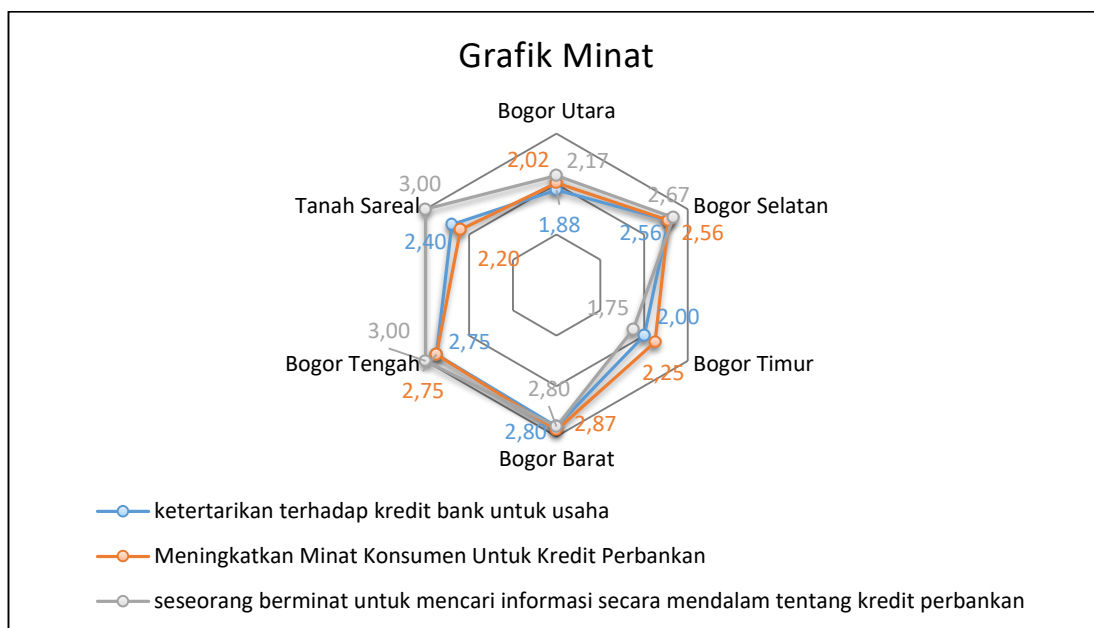 Grafik Minat
Bogor Utara
2,02
2,17
1,88
3,00
Tanah Sareal
2,40
2,20
2,67
Bogor Selatan
2,56
2,56
1,75
2,00
Bogor Timur
2,25
3,00
2,75
Bogor Tengah
2,75
2,80
2,80
2,87
Bogor Barat
ketertarikan terhadap kredit bank untuk usaha
Meningkatkan Minat Konsumen Untuk Kredit Perbankan
seseorang berminat untuk mencari informasi secara mendalam tentang kredit perbankan